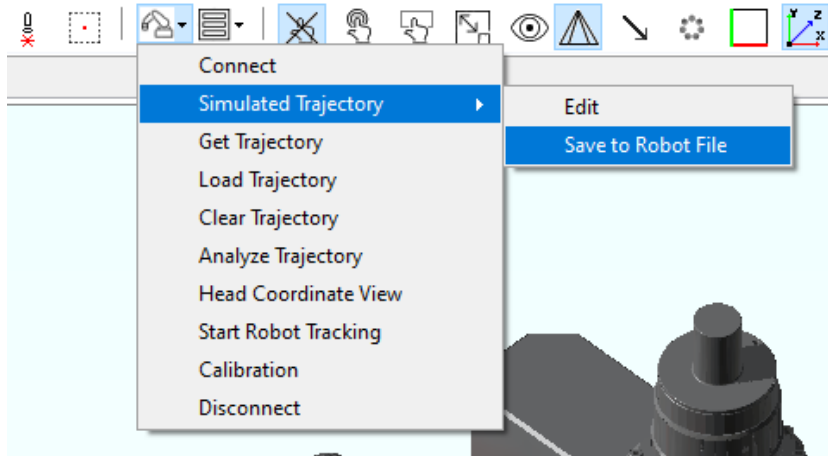 Y Z
X
Connect
Simulated Trajectory
Edit
Get Trajectory
Save to Robot File
Load Trajectory
Clear Trajectory
Analyze Trajectory
Head Coordinate View
Start Robot Tracking
Calibration
Disconnect